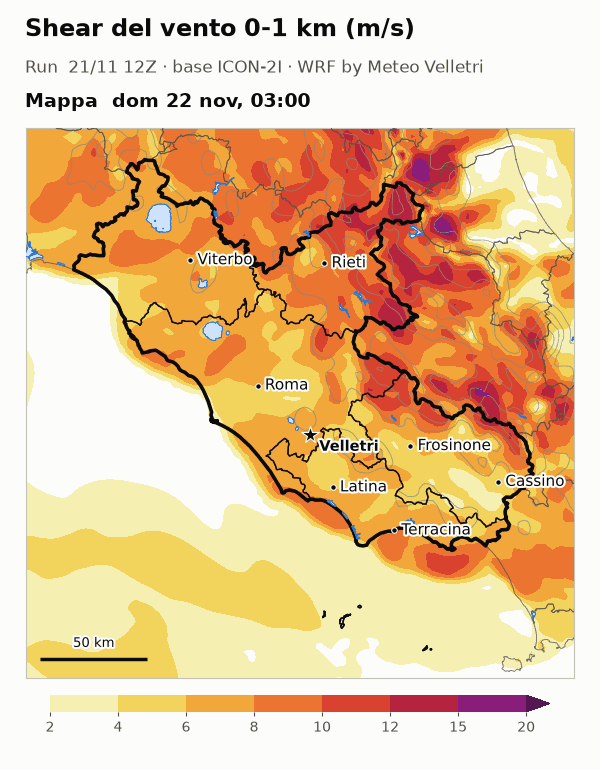 Shear del vento 0-1 km (m/s)
Run  21/11 12Z · base ICON-2I · WRF by Meteo Velletri
Mappa  dom 22 nov, 03:00
Viterbo
Rieti
Roma
Velletri
Frosinone
Latina
Cassino
Terracina
50 km
2 4 6 8 10 12 15 20